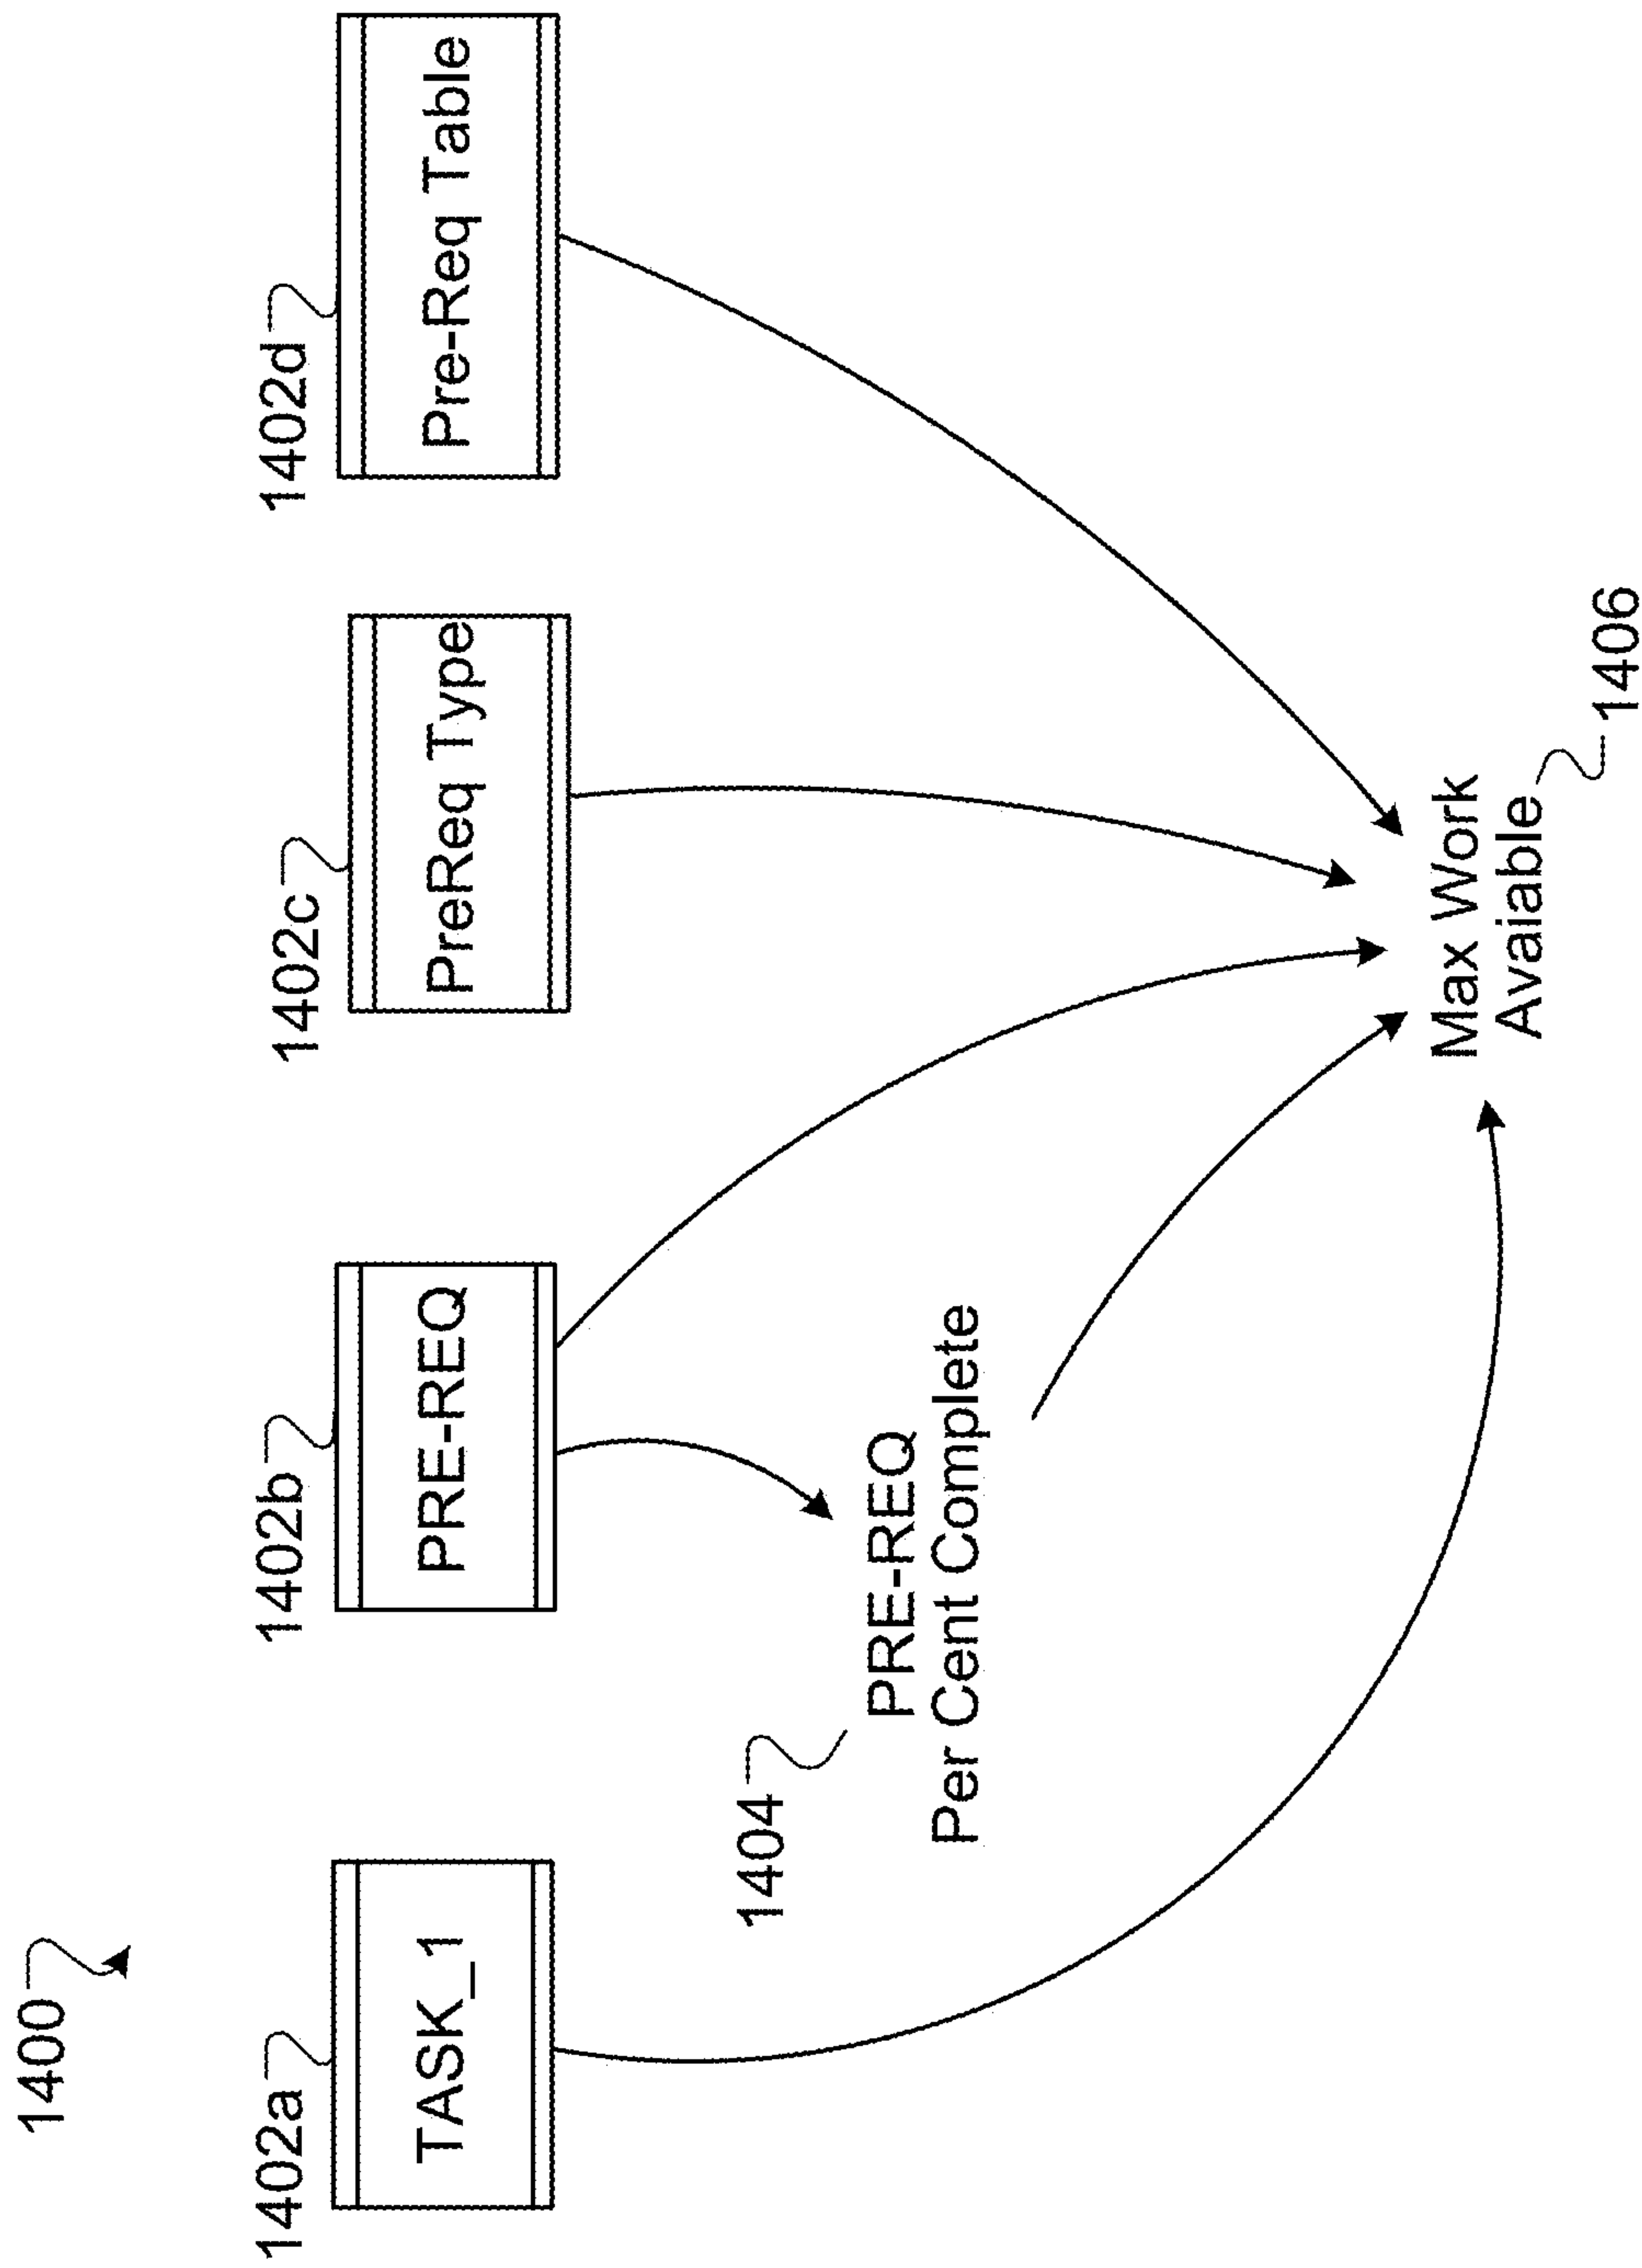 1400
1402a
1402b
1402c
1402d
TASK_1
PRE-REQ
PreReq Type
Pre-Req Table
1404
PRE-REQ
Per Cent Complete
Max Work
Avaiable
1406